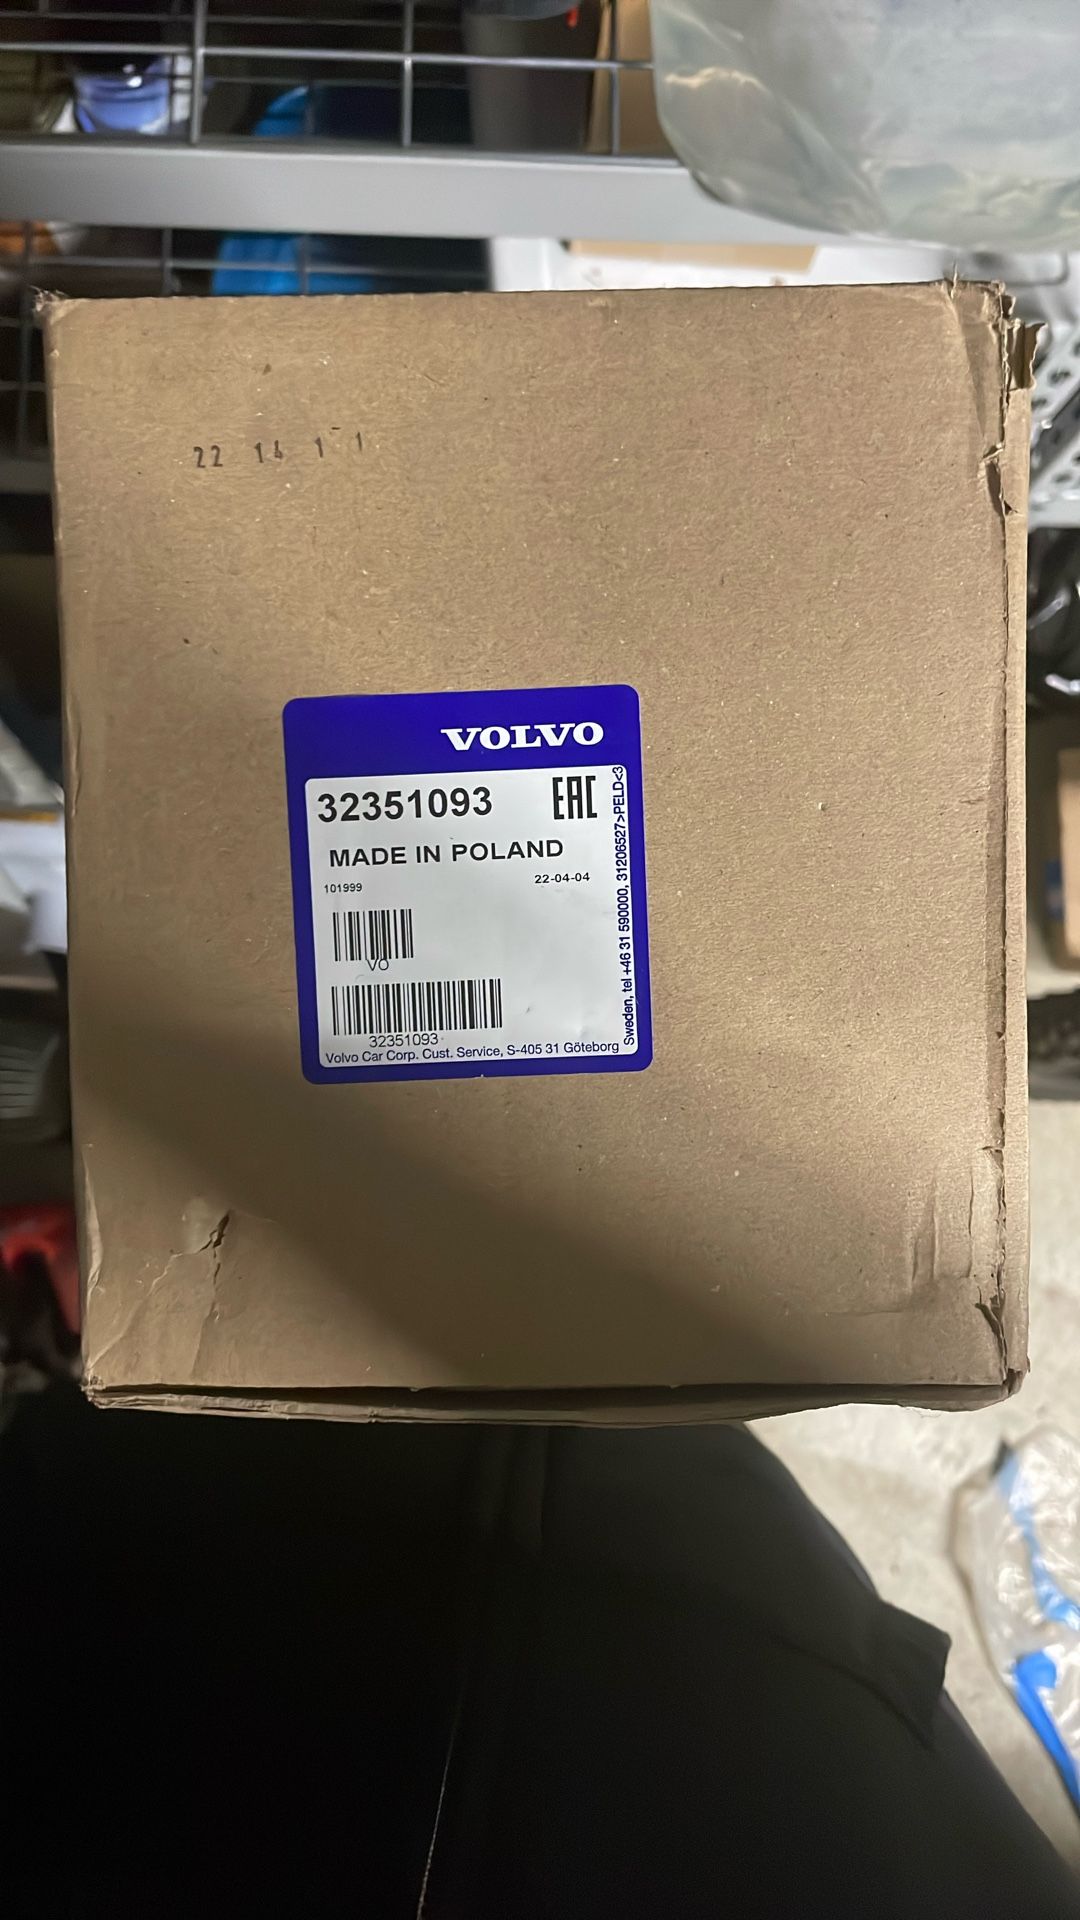 22 14 1 1
VOLVO
32351093
EAC
MADE IN POLAND
101999
22-04-04
VO
32351093
Volvo Car Corp. Cust. Service, S-405 31 Göteborg
Sweden, tel +46 31 590000, 31206527>PELD<3